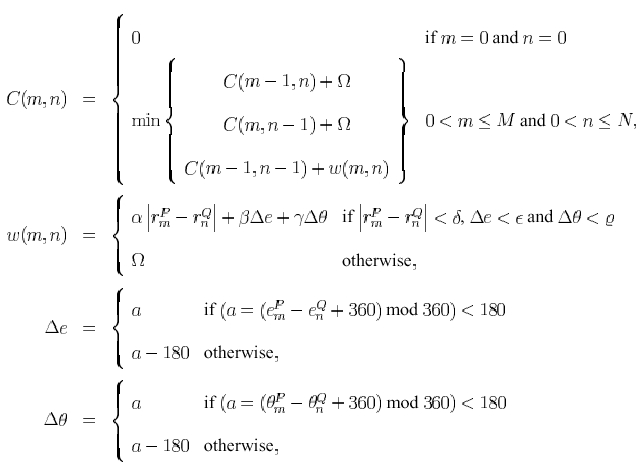 0 if m = 0 and n = 0
C(m − 1, n) + Ω
C(m, n) = min C(m, n − 1) + Ω 0 < m ≤ M and 0 < n ≤ N,
C(m − 1, n − 1) + w(m, n)
α |r_m^P − r_n^Q| + βΔe + γΔθ if |r_m^P − r_n^Q| < δ, Δe < ϵ and Δθ < ϱ
w(m, n) =
Ω otherwise,
a if (a = (e_m^P − e_n^Q + 360) mod 360) < 180
Δe =
a − 180 otherwise,
a if (a = (θ_m^P − θ_n^Q + 360) mod 360) < 180
Δθ =
a − 180 otherwise,